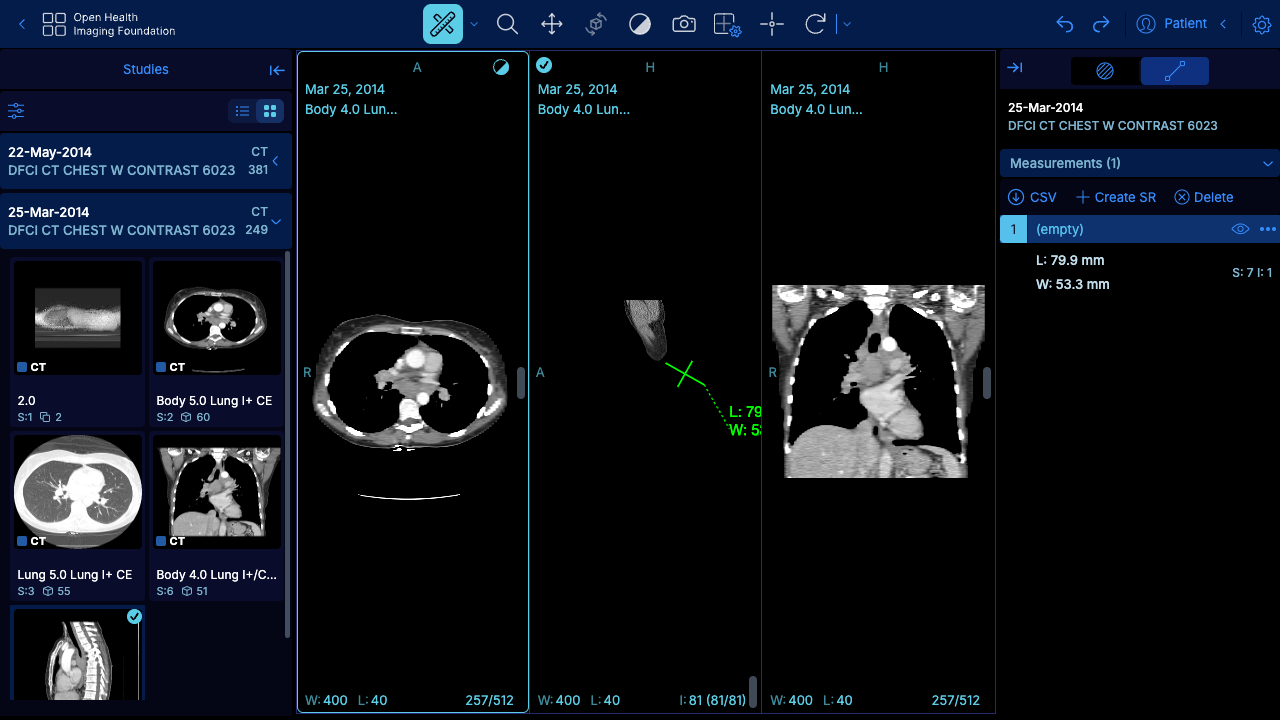 Open Health
Imaging Foundation
Patient
Studies
22-May-2014
CT
DFCI CT CHEST W CONTRAST 6023
381
25-Mar-2014
CT
DFCI CT CHEST W CONTRAST 6023
249
CT
2.0
S:1 2
CT
Body 5.0 Lung I+ CE
S:2 60
CT
Lung 5.0 Lung I+ CE
S:3 55
CT
Body 4.0 Lung I+/C...
S:6 51
A
Mar 25, 2014
Body 4.0 Lun...
R
W: 400 L: 40
257/512
H
Mar 25, 2014
Body 4.0 Lun...
A
L: 79
W: 5
W: 400 L: 40
I: 81 (81/81)
H
Mar 25, 2014
Body 4.0 Lun...
R
W: 400 L: 40
257/512
25-Mar-2014
DFCI CT CHEST W CONTRAST 6023
Measurements (1)
CSV
Create SR
Delete
1
(empty)
L: 79.9 mm
W: 53.3 mm
S: 7 I: 1